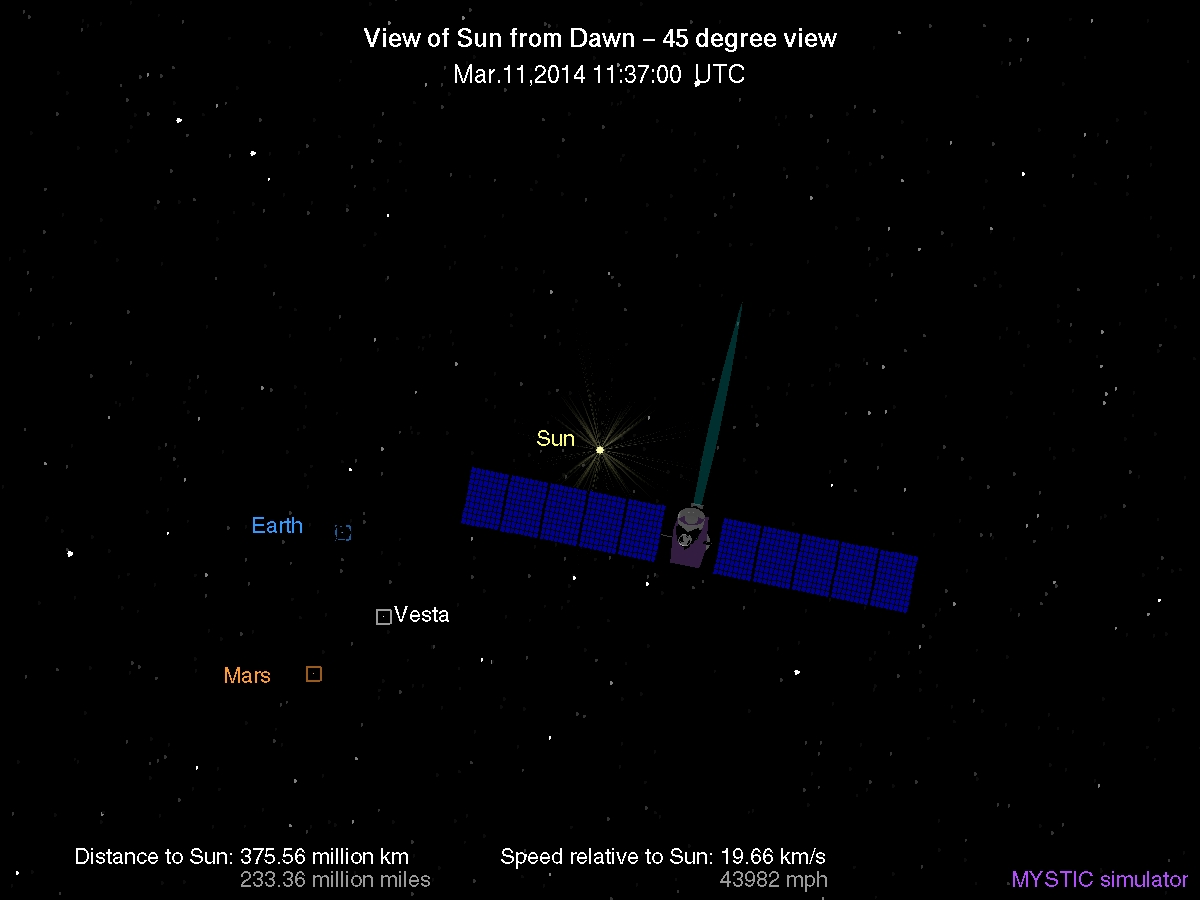 View of Sun from Dawn – 45 degree view
Mar.11,2014 11:37:00 UTC
Sun
Earth
Vesta
Mars
Distance to Sun: 375.56 million km
233.36 million miles
Speed relative to Sun: 19.66 km/s
43982 mph
MYSTIC simulator